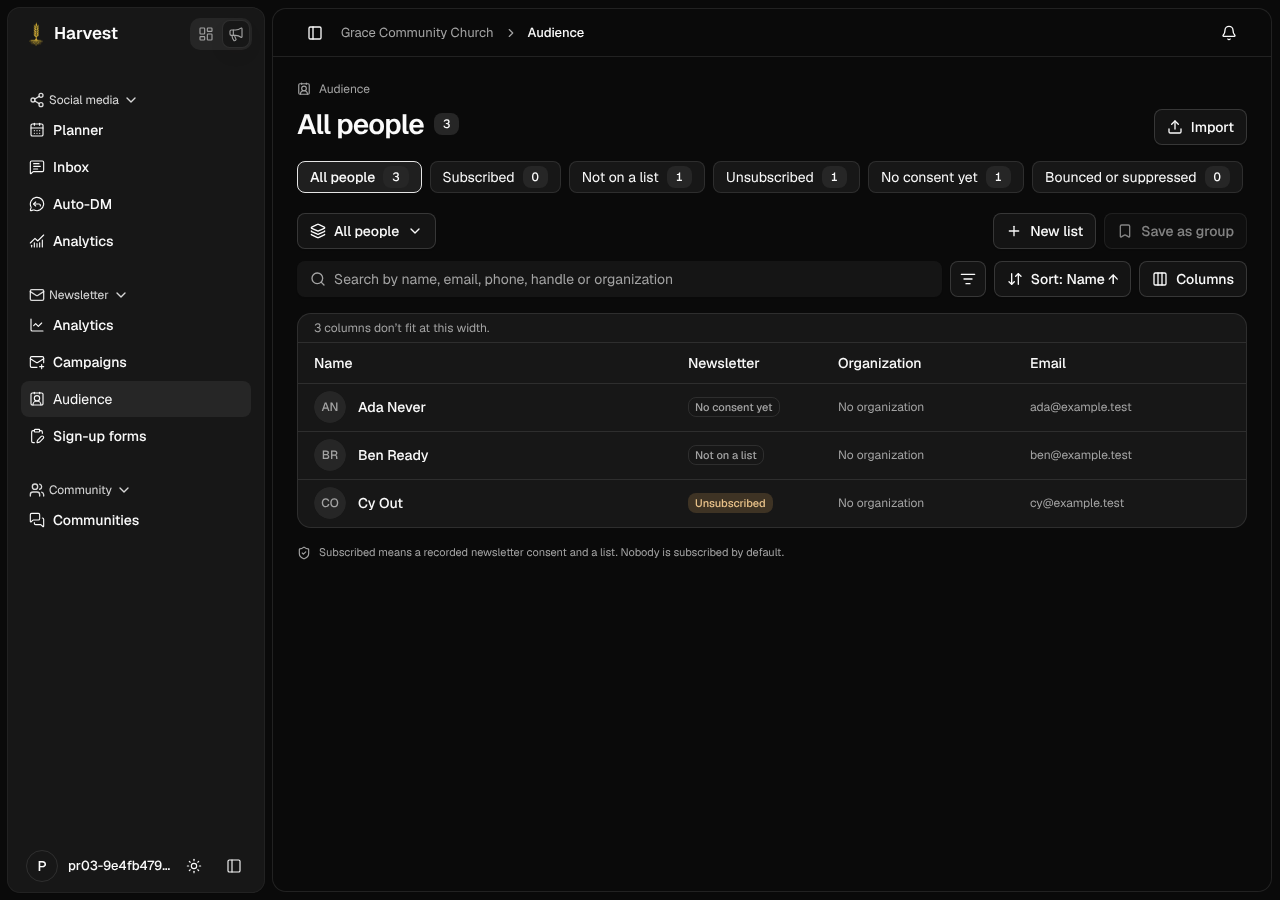 Harvest
Grace Community Church > Audience
Social media
Planner
Inbox
Auto-DM
Analytics
Newsletter
Analytics
Campaigns
Audience
Sign-up forms
Community
Communities
P pr03-9e4fb479...
Audience
All people 3
Import
All people 3 Subscribed 0 Not on a list 1 Unsubscribed 1 No consent yet 1 Bounced or suppressed 0
All people New list Save as group
Search by name, email, phone, handle or organization Sort: Name ↑ Columns
3 columns don't fit at this width.
Name Newsletter Organization Email
AN Ada Never No consent yet No organization ada@example.test
BR Ben Ready Not on a list No organization ben@example.test
CO Cy Out Unsubscribed No organization cy@example.test
Subscribed means a recorded newsletter consent and a list. Nobody is subscribed by default.